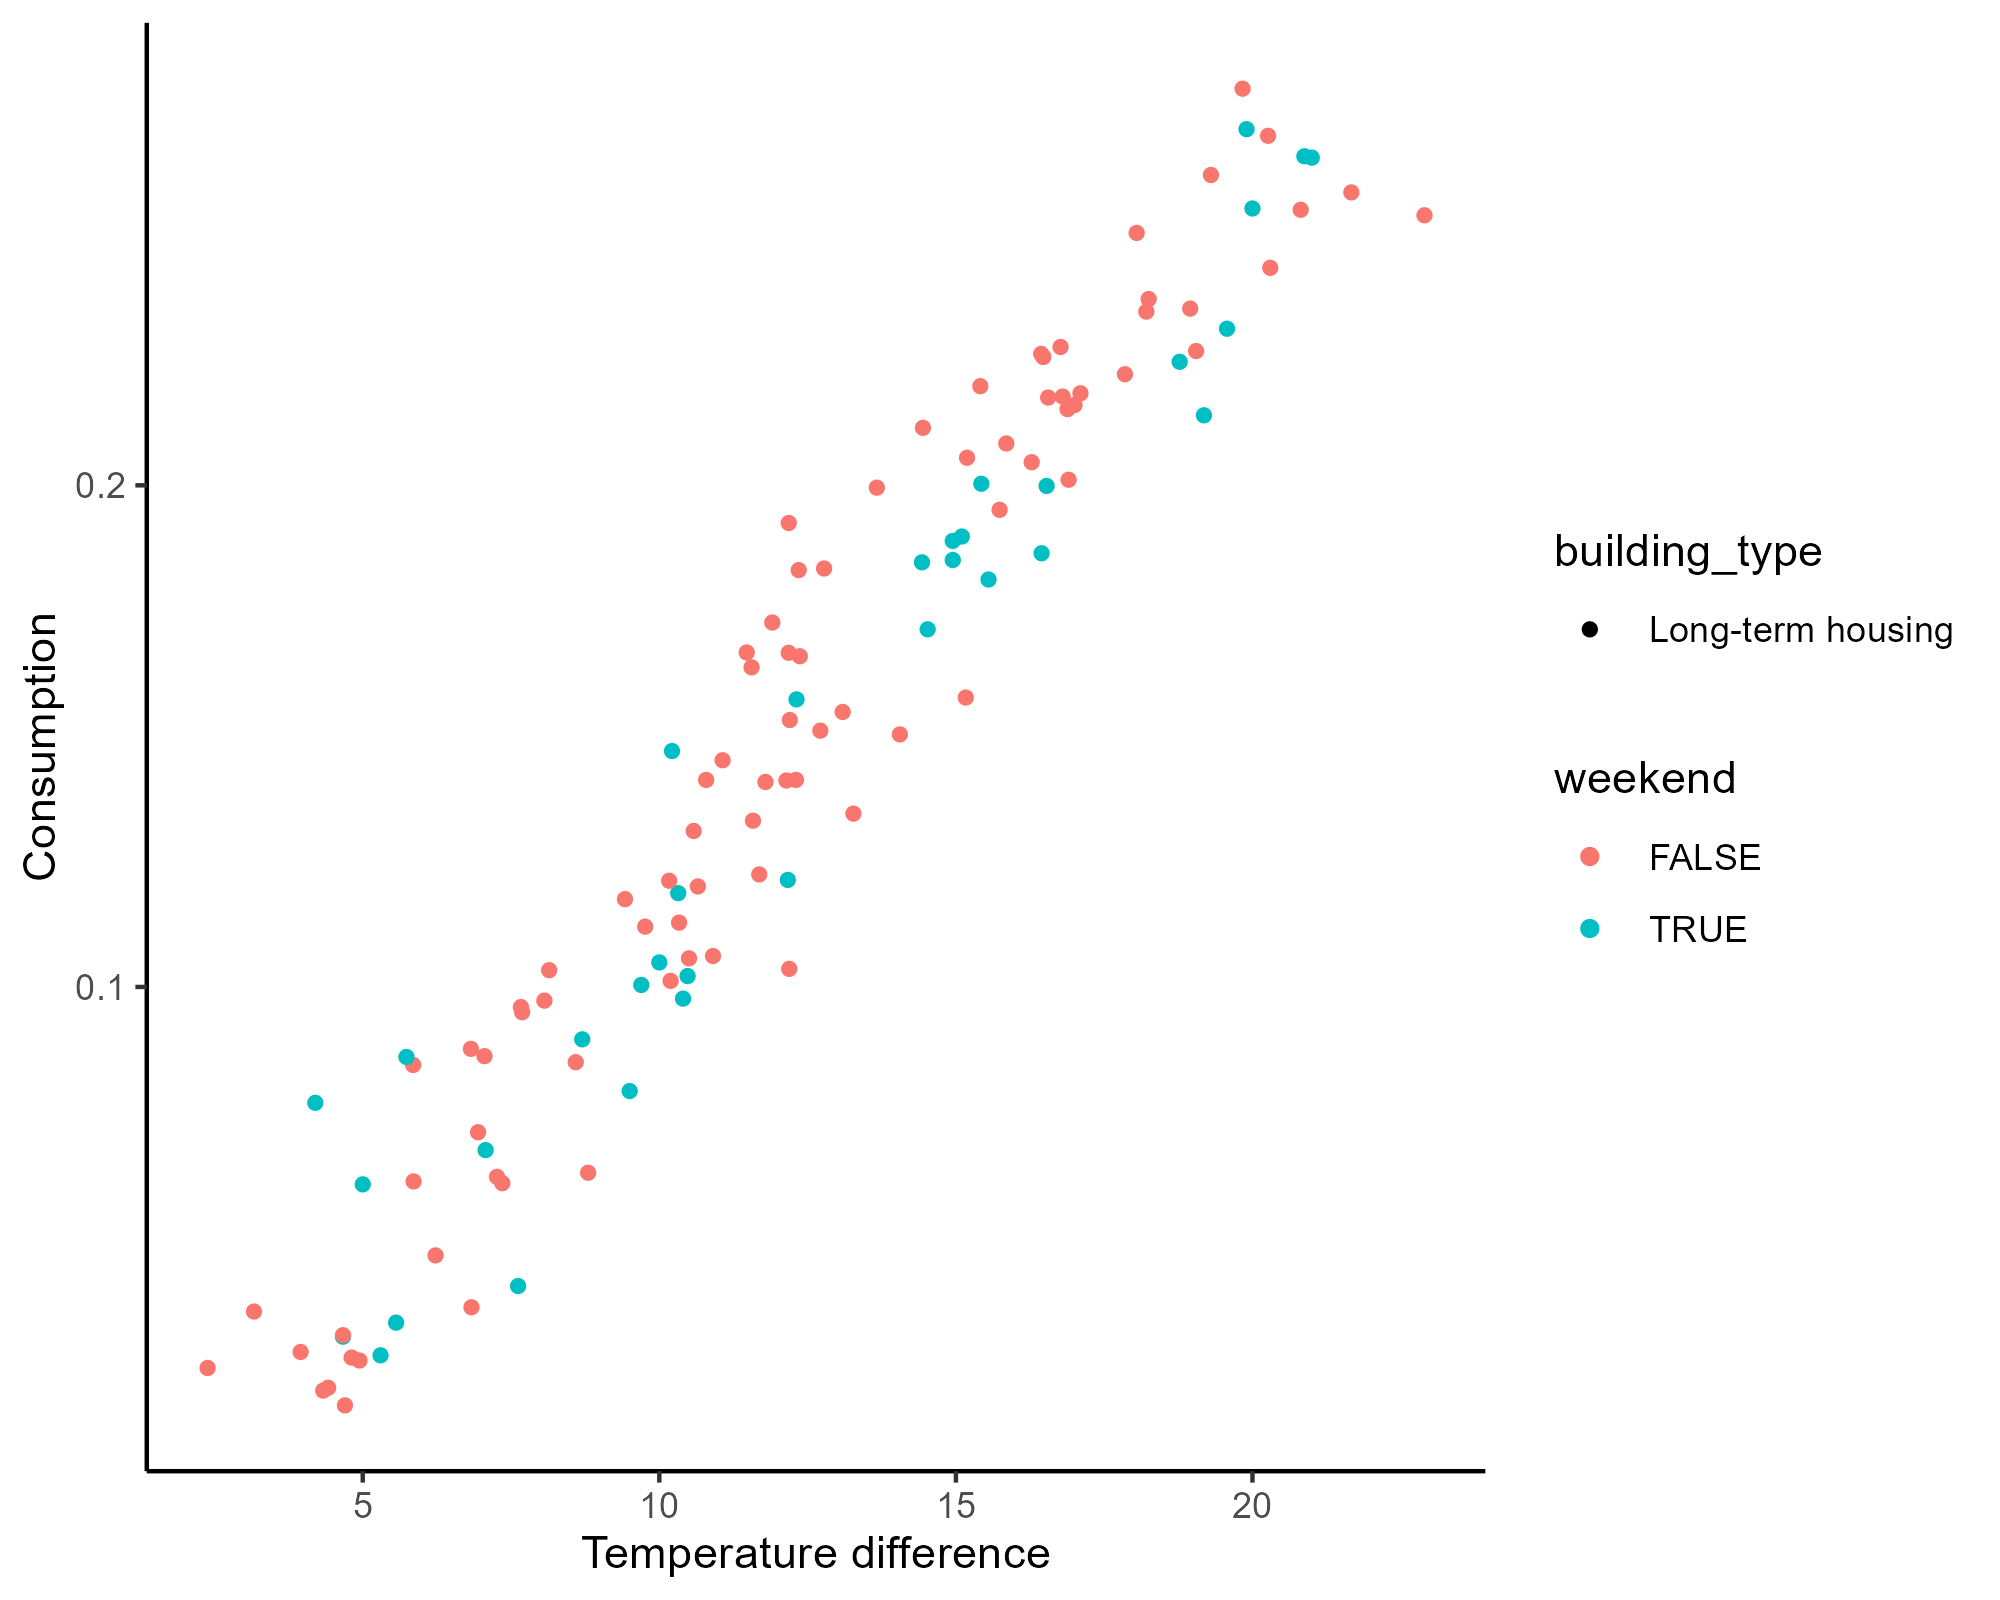 Consumption
0.2
0.1
5 10 15 20
Temperature difference
building_type
Long-term housing
weekend
FALSE
TRUE